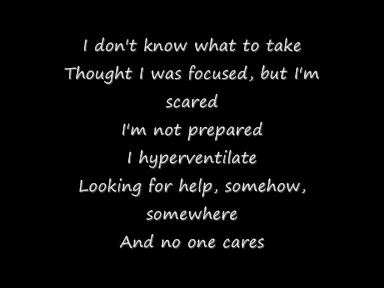 I don't know what to take
Thought I was focused, but I'm
scared
I'm not prepared
I hyperventilate
Looking for help, somehow,
somewhere
And no one cares